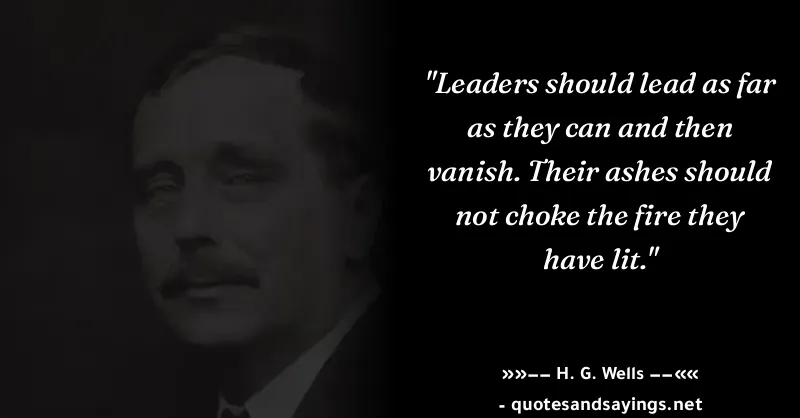 "Leaders should lead as far
as they can and then
vanish. Their ashes should
not choke the fire they
have lit."
»»–– H. G. Wells ––««
- quotesandsayings.net